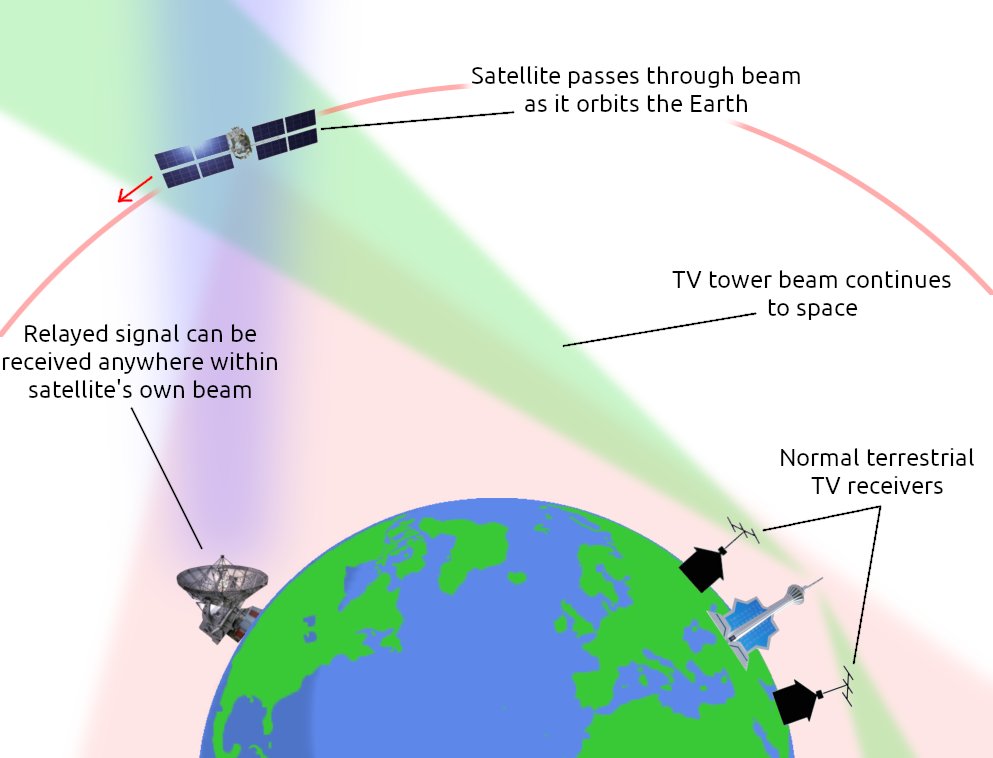 Satellite passes through beam
as it orbits the Earth
TV tower beam continues
to space
Relayed signal can be
received anywhere within
satellite's own beam
Normal terrestrial
TV receivers